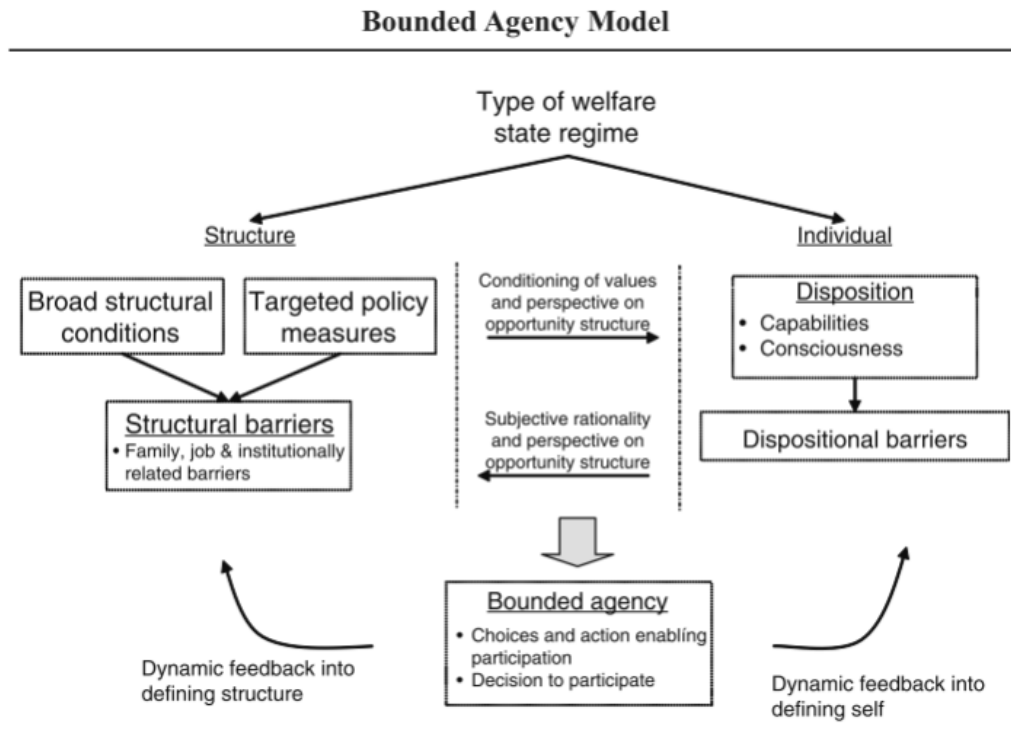 Bounded Agency Model
Type of welfare
state regime
Structure
Individual
Broad structural
conditions
Targeted policy
measures
Structural barriers
• Family, job & institutionally
related barriers
Conditioning of values
and perspective on
opportunity structure
Subjective rationality
and perspective on
opportunity structure
Disposition
• Capabilities
• Consciousness
Dispositional barriers
Bounded agency
• Choices and action enabling
participation
• Decision to participate
Dynamic feedback into
defining structure
Dynamic feedback into
defining self